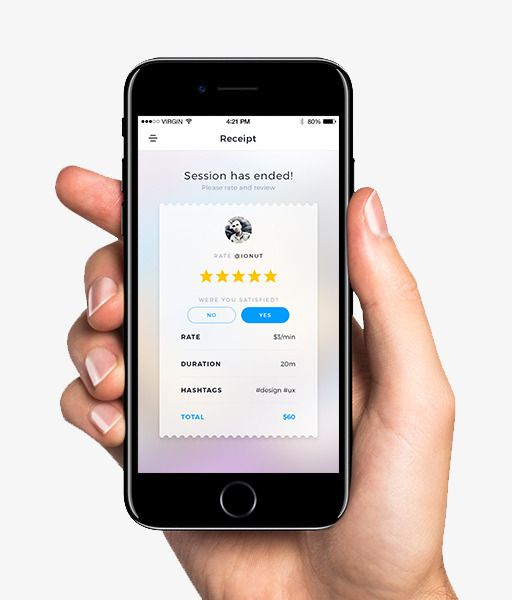 VIRGIN 4:21 PM 80%
Receipt
Session has ended!
Please rate and review
RATE @IONUT
WERE YOU SATISFIED?
NO YES
RATE $3/min
DURATION 20m
HASHTAGS #design #ux
TOTAL $60